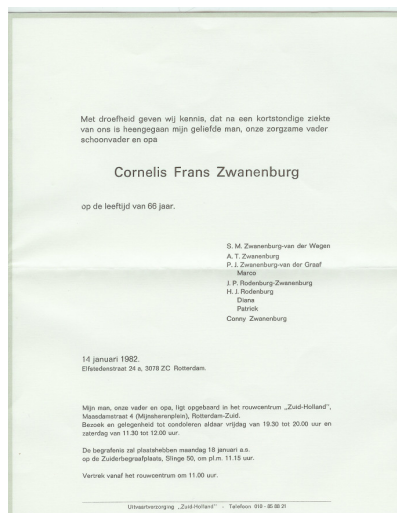 Met droefheid geven wij kennis, dat na een kortstondige ziekte
van ons is heengegaan mijn geliefde man, onze zorgzame vader
schoonvader en opa
Cornelis Frans Zwanenburg
op de leeftijd van 66 jaar.
S. M. Zwanenburg-van der Wagen
A. T. Zwanenburg
P. J. Zwanenburg-van der Graaf
Marco
J. P. Rodenburg-Zwanenburg
H. J. Rodenburg
Diana
Patrick
Conny Zwanenburg
14 januari 1982.
Elfstedenstraat 24 a, 3078 ZC Rotterdam.
Mijn man, onze vader en opa, ligt opgebaard in het rouwcentrum „Zuid-Holland”,
Maasdamstraat 4 (Mijnsherenplein), Rotterdam-Zuid.
Bezoek en gelegenheid tot condoleren aldaar vrijdag van 19.30 tot 20.00 uur en
zaterdag van 11.30 tot 12.00 uur.
De begrafenis zal plaatshebben maandag 18 januari a.s.
op de Zuiderbegraafplaats, Slinge 50, om pl.m. 11.15 uur.
Vertrek vanaf het rouwcentrum om 11.00 uur.
Uitvaartverzorging „Zuid-Holland” - Telefoon 010 - 85 68 21